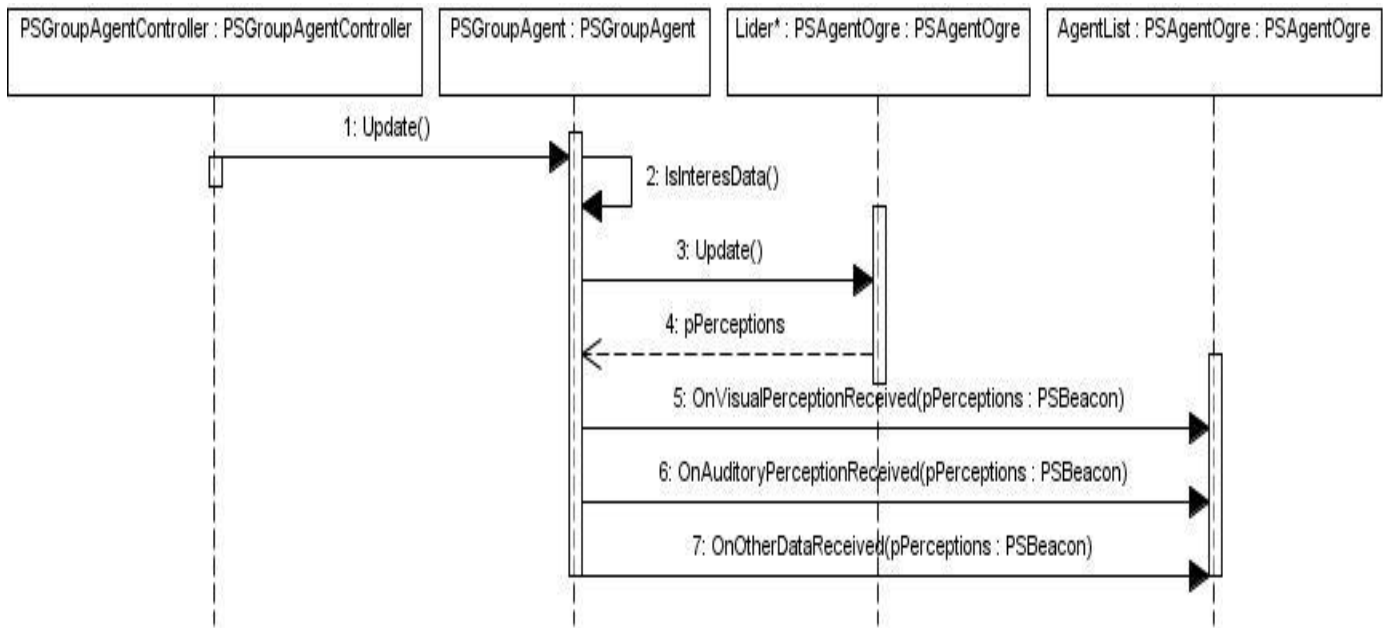 PSGroupAgentController : PSGroupAgentController
PSGroupAgent : PSGroupAgent
Lider* : PSAgentOgre : PSAgentOgre
AgentList : PSAgentOgre : PSAgentOgre
1: Update()
2: IsInteresData()
3: Update()
4: pPerceptions
5: OnVisualPerceptionReceived(pPerceptions : PSBeacon)
6: OnAuditoryPerceptionReceived(pPerceptions : PSBeacon)
7: OnOtherDataReceived(pPerceptions : PSBeacon)